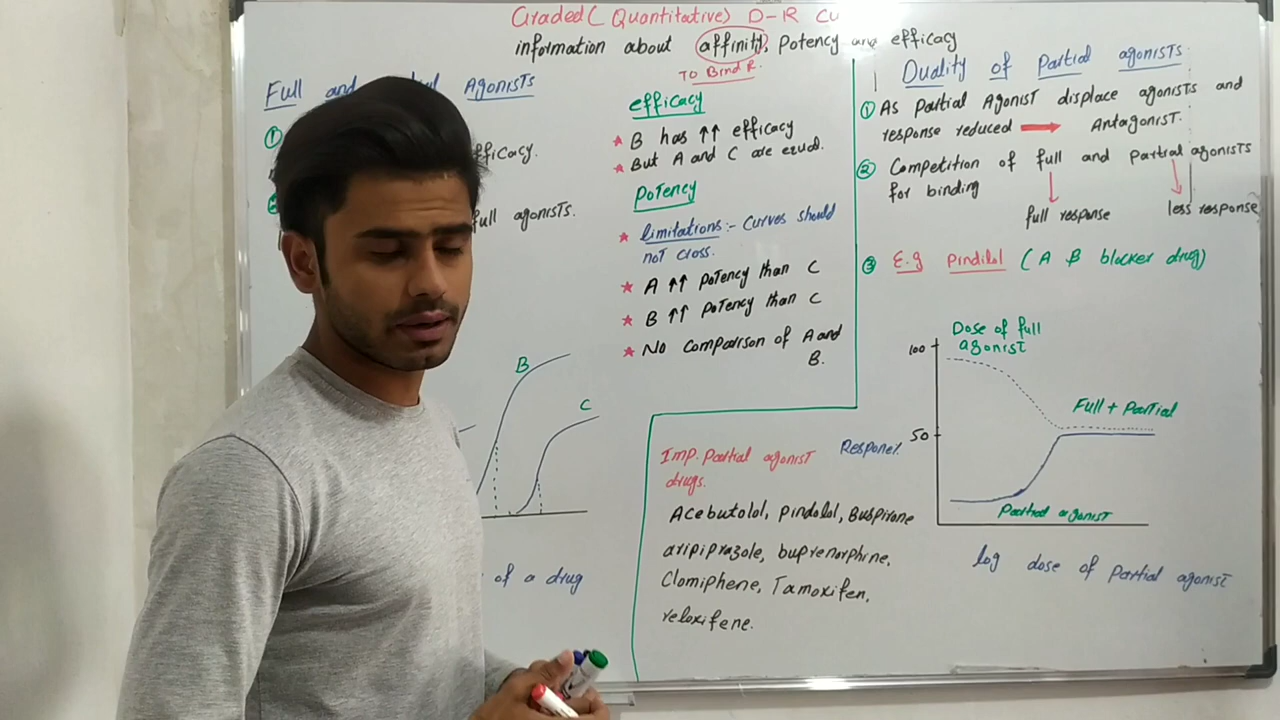 Graded (Quantitative) D-R Cu
information about affinity, Potency and efficacy
TO Bind R.
Full and Agonists
①
fficacy.
full agonists.
B
C
of a drug
efficacy
* B has ↑↑ efficacy
* But A and C are equal.
Potency
* limitations:- Curves should
not cross.
* A ↑↑ Potency than C
* B ↑↑ Potency than C
* No Comparison of A and
B.
Duality of Partial agonists
① As Partial Agonist displace agonists and
response reduced → Antagonist.
② Competition of full and partial agonists
for binding
full response
less response
③ E.g Pindilol (A β blocker drug)
Dose of full
agonist
100
Full + Partial
50
Partial agonist
log dose of Partial agonist
Imp. Partial agonist
drugs.
Acebutolol, Pindolol, Buspirone
aripiprazole, buprenorphine,
Clomiphene, Tamoxifen,
reloxifene.